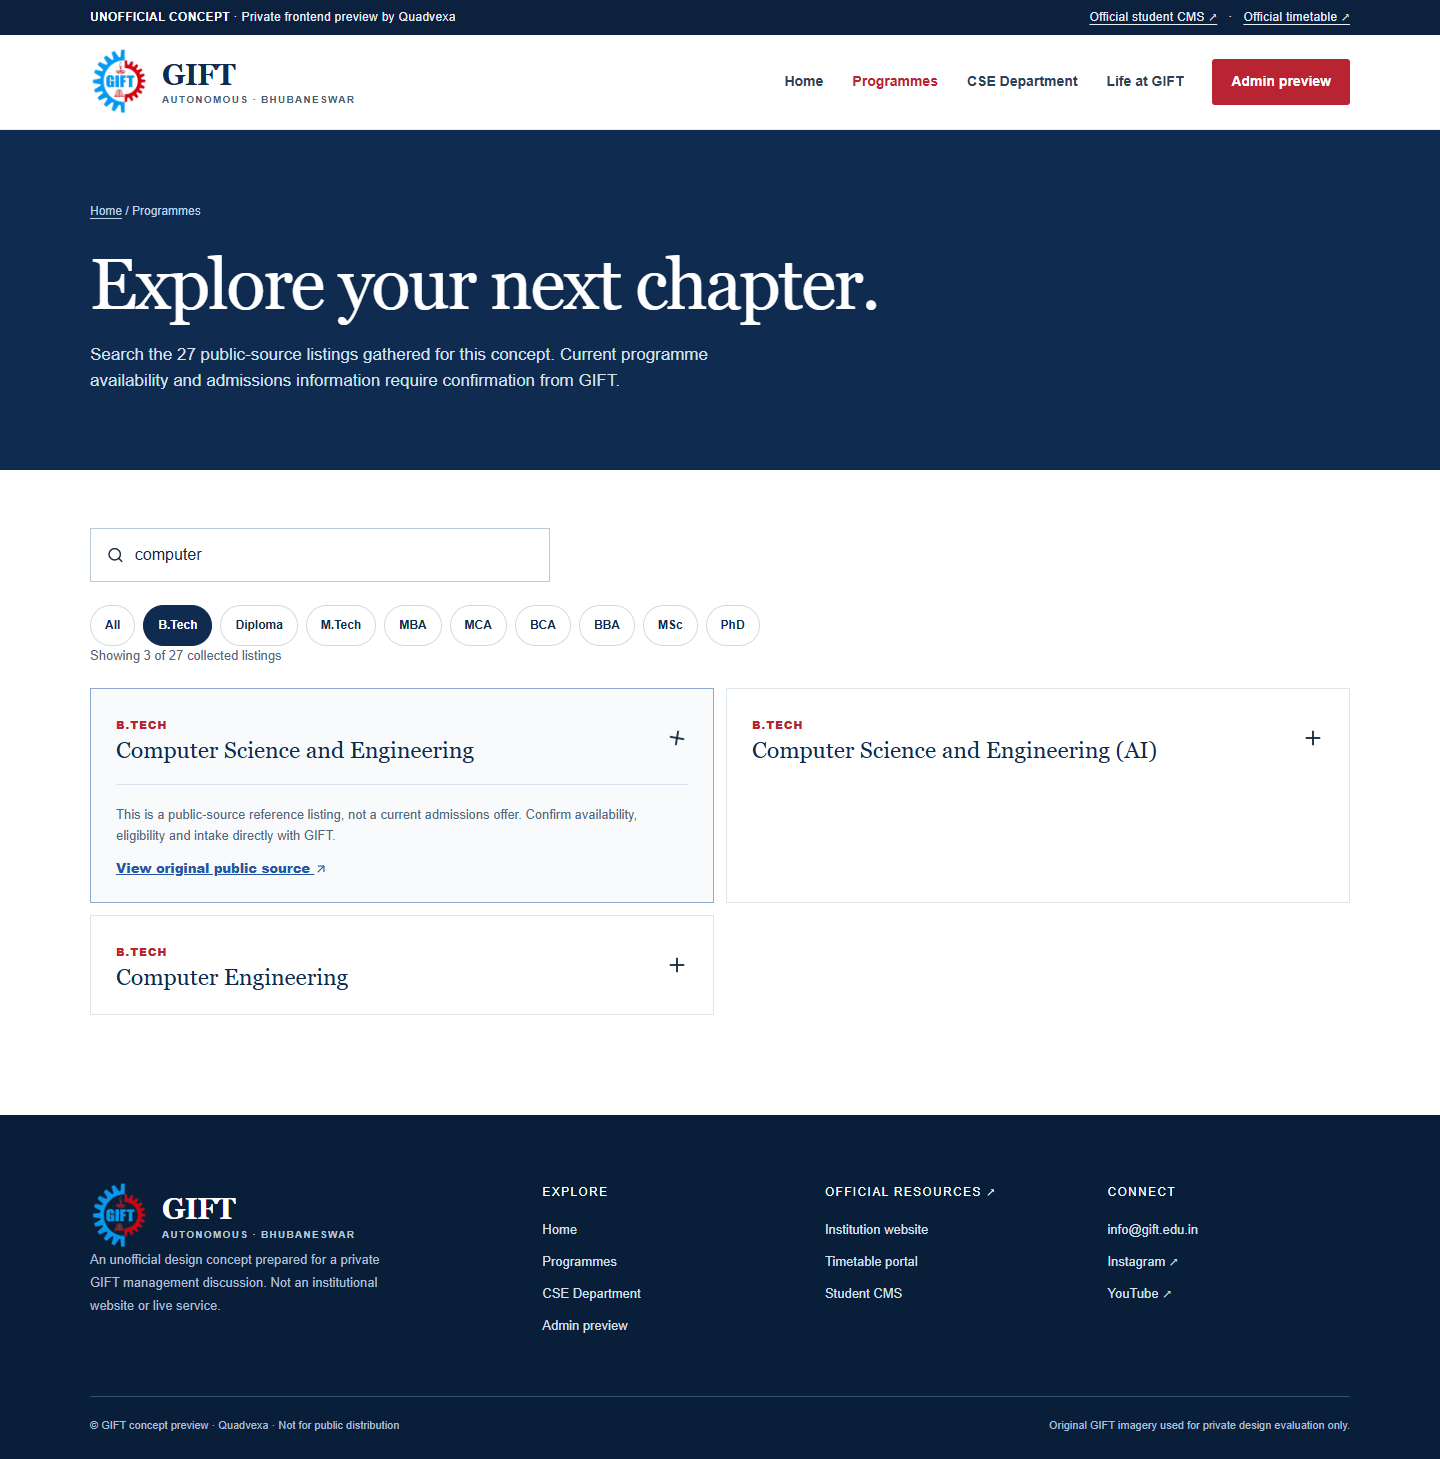 UNOFFICIAL CONCEPT · Private frontend preview by Quadvexa
Official student CMS ↗ · Official timetable ↗
GIFT
GIFT
AUTONOMOUS · BHUBANESWAR
Home Programmes CSE Department Life at GIFT Admin preview
Home / Programmes
Explore your next chapter.
Search the 27 public-source listings gathered for this concept. Current programme
availability and admissions information require confirmation from GIFT.
computer
All B.Tech Diploma M.Tech MBA MCA BCA BBA MSc PhD
Showing 3 of 27 collected listings
B.TECH
Computer Science and Engineering
This is a public-source reference listing, not a current admissions offer. Confirm availability,
eligibility and intake directly with GIFT.
View original public source ↗
B.TECH
Computer Science and Engineering (AI)
B.TECH
Computer Engineering
GIFT
GIFT
AUTONOMOUS · BHUBANESWAR
An unofficial design concept prepared for a private
GIFT management discussion. Not an institutional
website or live service.
EXPLORE
Home
Programmes
CSE Department
Admin preview
OFFICIAL RESOURCES ↗
Institution website
Timetable portal
Student CMS
CONNECT
info@gift.edu.in
Instagram ↗
YouTube ↗
© GIFT concept preview · Quadvexa · Not for public distribution
Original GIFT imagery used for private design evaluation only.